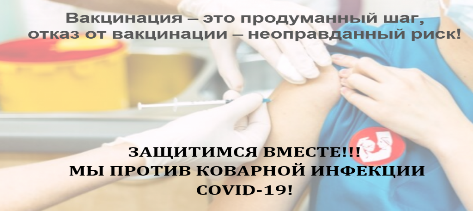 Вакцинация – это продуманный шаг,
отказ от вакцинации – неоправданный риск!
ЗАЩИТИМСЯ ВМЕСТЕ!!!
МЫ ПРОТИВ КОВАРНОЙ ИНФЕКЦИИ
COVID-19!